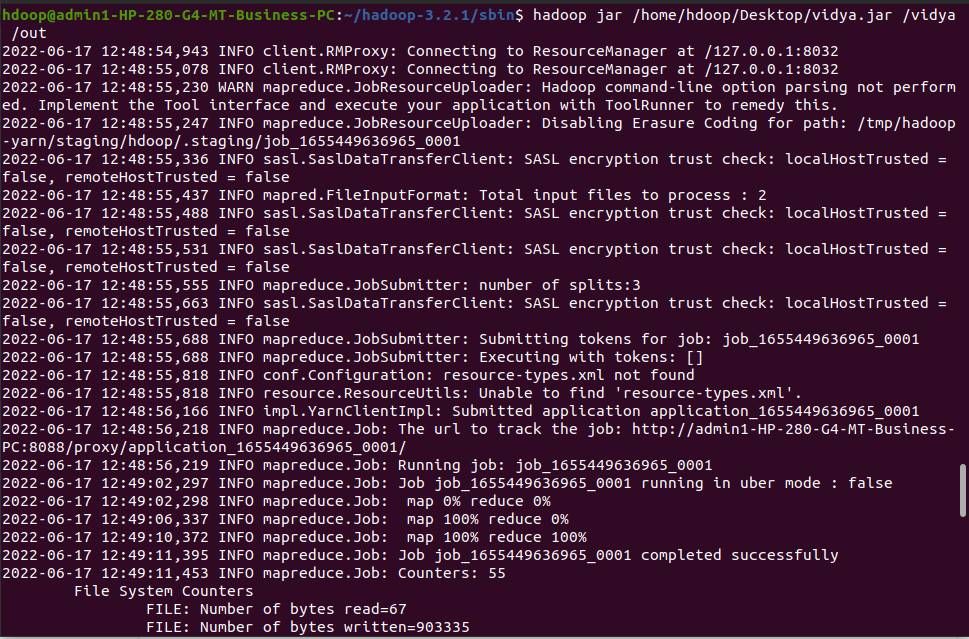 hdoop@admin1-HP-280-G4-MT-Business-PC:~/hadoop-3.2.1/sbin$ hadoop jar /home/hdoop/Desktop/vidya.jar /vidya
 /out
2022-06-17 12:48:54,943 INFO client.RMProxy: Connecting to ResourceManager at /127.0.0.1:8032
2022-06-17 12:48:55,078 INFO client.RMProxy: Connecting to ResourceManager at /127.0.0.1:8032
2022-06-17 12:48:55,230 WARN mapreduce.JobResourceUploader: Hadoop command-line option parsing not perform
ed. Implement the Tool interface and execute your application with ToolRunner to remedy this.
2022-06-17 12:48:55,247 INFO mapreduce.JobResourceUploader: Disabling Erasure Coding for path: /tmp/hadoop
-yarn/staging/hdoop/.staging/job_1655449636965_0001
2022-06-17 12:48:55,336 INFO sasl.SaslDataTransferClient: SASL encryption trust check: localHostTrusted =
false, remoteHostTrusted = false
2022-06-17 12:48:55,437 INFO mapred.FileInputFormat: Total input files to process : 2
2022-06-17 12:48:55,488 INFO sasl.SaslDataTransferClient: SASL encryption trust check: localHostTrusted =
false, remoteHostTrusted = false
2022-06-17 12:48:55,531 INFO sasl.SaslDataTransferClient: SASL encryption trust check: localHostTrusted =
false, remoteHostTrusted = false
2022-06-17 12:48:55,555 INFO mapreduce.JobSubmitter: number of splits:3
2022-06-17 12:48:55,663 INFO sasl.SaslDataTransferClient: SASL encryption trust check: localHostTrusted =
false, remoteHostTrusted = false
2022-06-17 12:48:55,688 INFO mapreduce.JobSubmitter: Submitting tokens for job: job_1655449636965_0001
2022-06-17 12:48:55,688 INFO mapreduce.JobSubmitter: Executing with tokens: []
2022-06-17 12:48:55,818 INFO conf.Configuration: resource-types.xml not found
2022-06-17 12:48:55,818 INFO resource.ResourceUtils: Unable to find 'resource-types.xml'.
2022-06-17 12:48:56,166 INFO impl.YarnClientImpl: Submitted application application_1655449636965_0001
2022-06-17 12:48:56,218 INFO mapreduce.Job: The url to track the job: http://admin1-HP-280-G4-MT-Business-
PC:8088/proxy/application_1655449636965_0001/
2022-06-17 12:48:56,219 INFO mapreduce.Job: Running job: job_1655449636965_0001
2022-06-17 12:49:02,297 INFO mapreduce.Job: Job job_1655449636965_0001 running in uber mode : false
2022-06-17 12:49:02,298 INFO mapreduce.Job:  map 0% reduce 0%
2022-06-17 12:49:06,337 INFO mapreduce.Job:  map 100% reduce 0%
2022-06-17 12:49:10,372 INFO mapreduce.Job:  map 100% reduce 100%
2022-06-17 12:49:11,395 INFO mapreduce.Job: Job job_1655449636965_0001 completed successfully
2022-06-17 12:49:11,453 INFO mapreduce.Job: Counters: 55
        File System Counters
                FILE: Number of bytes read=67
                FILE: Number of bytes written=903335